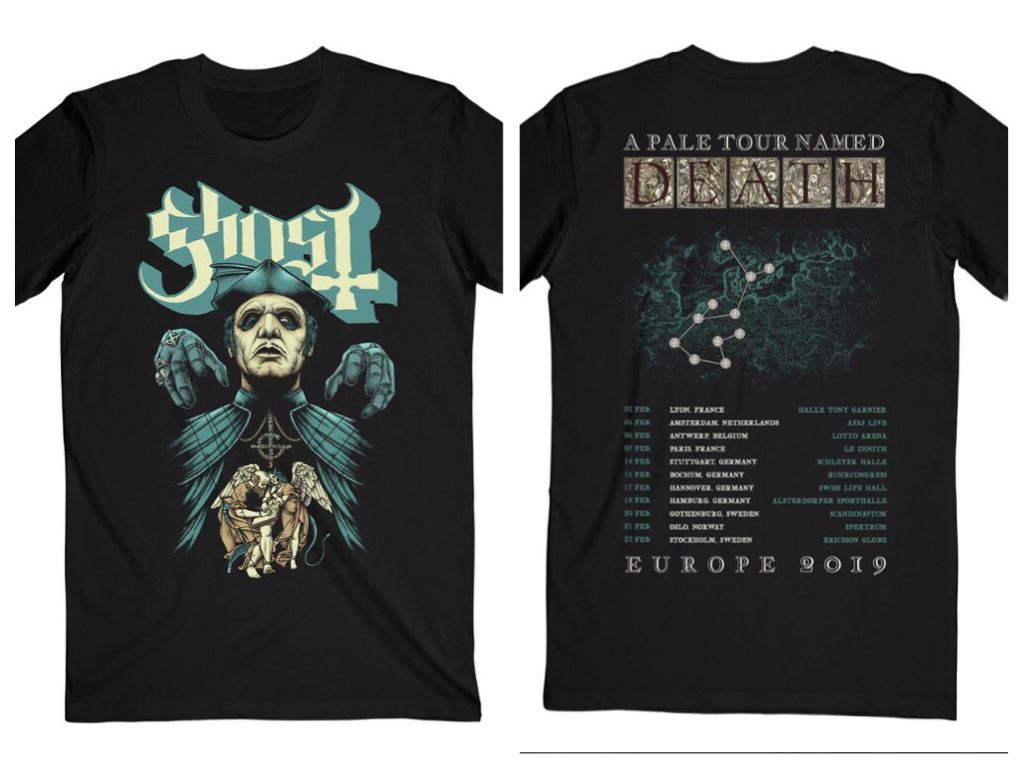 Ghost
A PALE TOUR NAMED
DEATH
03 FEB LYON, FRANCE HALLE TONY GARNIER
05 FEB AMSTERDAM, NETHERLANDS AFAS LIVE
06 FEB ANTWERP, BELGIUM LOTTO ARENA
07 FEB PARIS, FRANCE LE ZENITH
14 FEB STUTTGART, GERMANY SCHLEYER HALLE
15 FEB BOCHUM, GERMANY RUHRCONGRESS
17 FEB HANNOVER, GERMANY SWISS LIFE HALL
18 FEB HAMBURG, GERMANY ALSTERDORFER SPORTHALLE
20 FEB GOTHENBURG, SWEDEN SCANDINAVIUM
21 FEB OSLO, NORWAY SPEKTRUM
23 FEB STOCKHOLM, SWEDEN ERICSSON GLOBE
EUROPE 2019